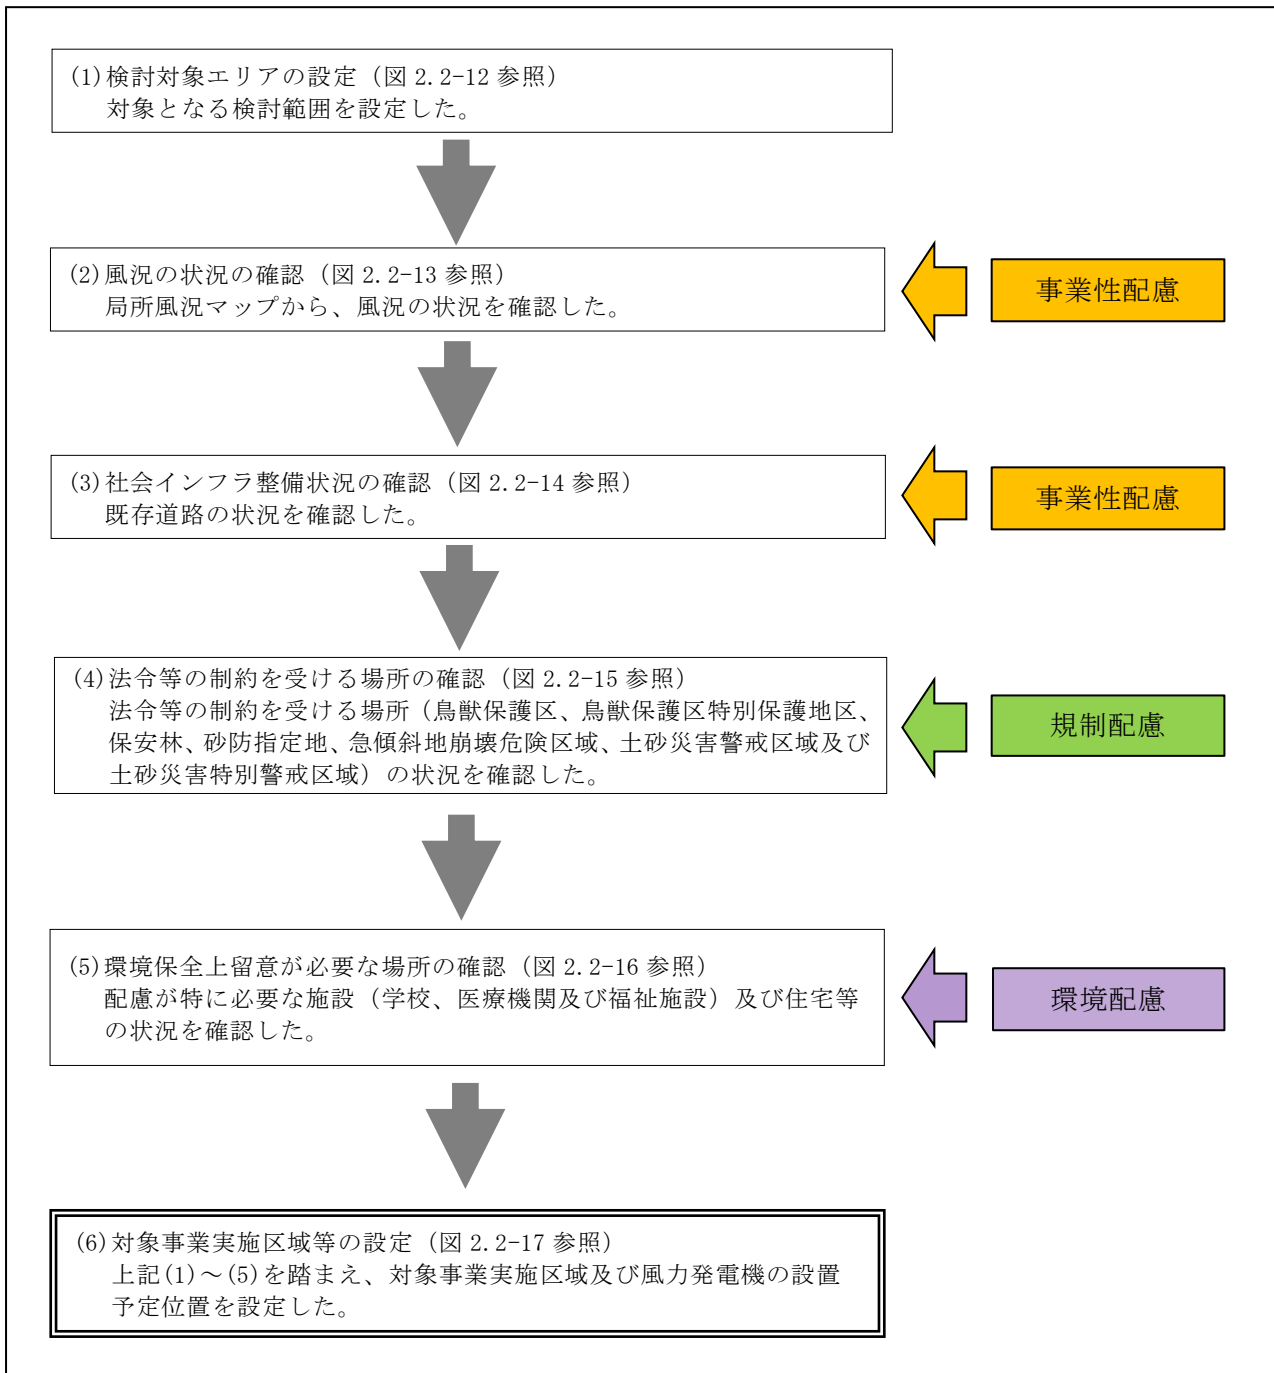 (1)検討対象エリアの設定（図 2.2-12 参照）
対象となる検討範囲を設定した。
(2)風況の状況の確認（図 2.2-13 参照）
局所風況マップから、風況の状況を確認した。
事業性配慮
(3)社会インフラ整備状況の確認（図 2.2-14 参照）
既存道路の状況を確認した。
事業性配慮
(4)法令等の制約を受ける場所の確認（図 2.2-15 参照）
法令等の制約を受ける場所（鳥獣保護区、鳥獣保護区特別保護地区、
保安林、砂防指定地、急傾斜地崩壊危険区域、土砂災害警戒区域及び
土砂災害特別警戒区域）の状況を確認した。
規制配慮
(5)環境保全上留意が必要な場所の確認（図 2.2-16 参照）
配慮が特に必要な施設（学校、医療機関及び福祉施設）及び住宅等
の状況を確認した。
環境配慮
(6)対象事業実施区域等の設定（図 2.2-17 参照）
上記(1)～(5)を踏まえ、対象事業実施区域及び風力発電機の設置
予定位置を設定した。